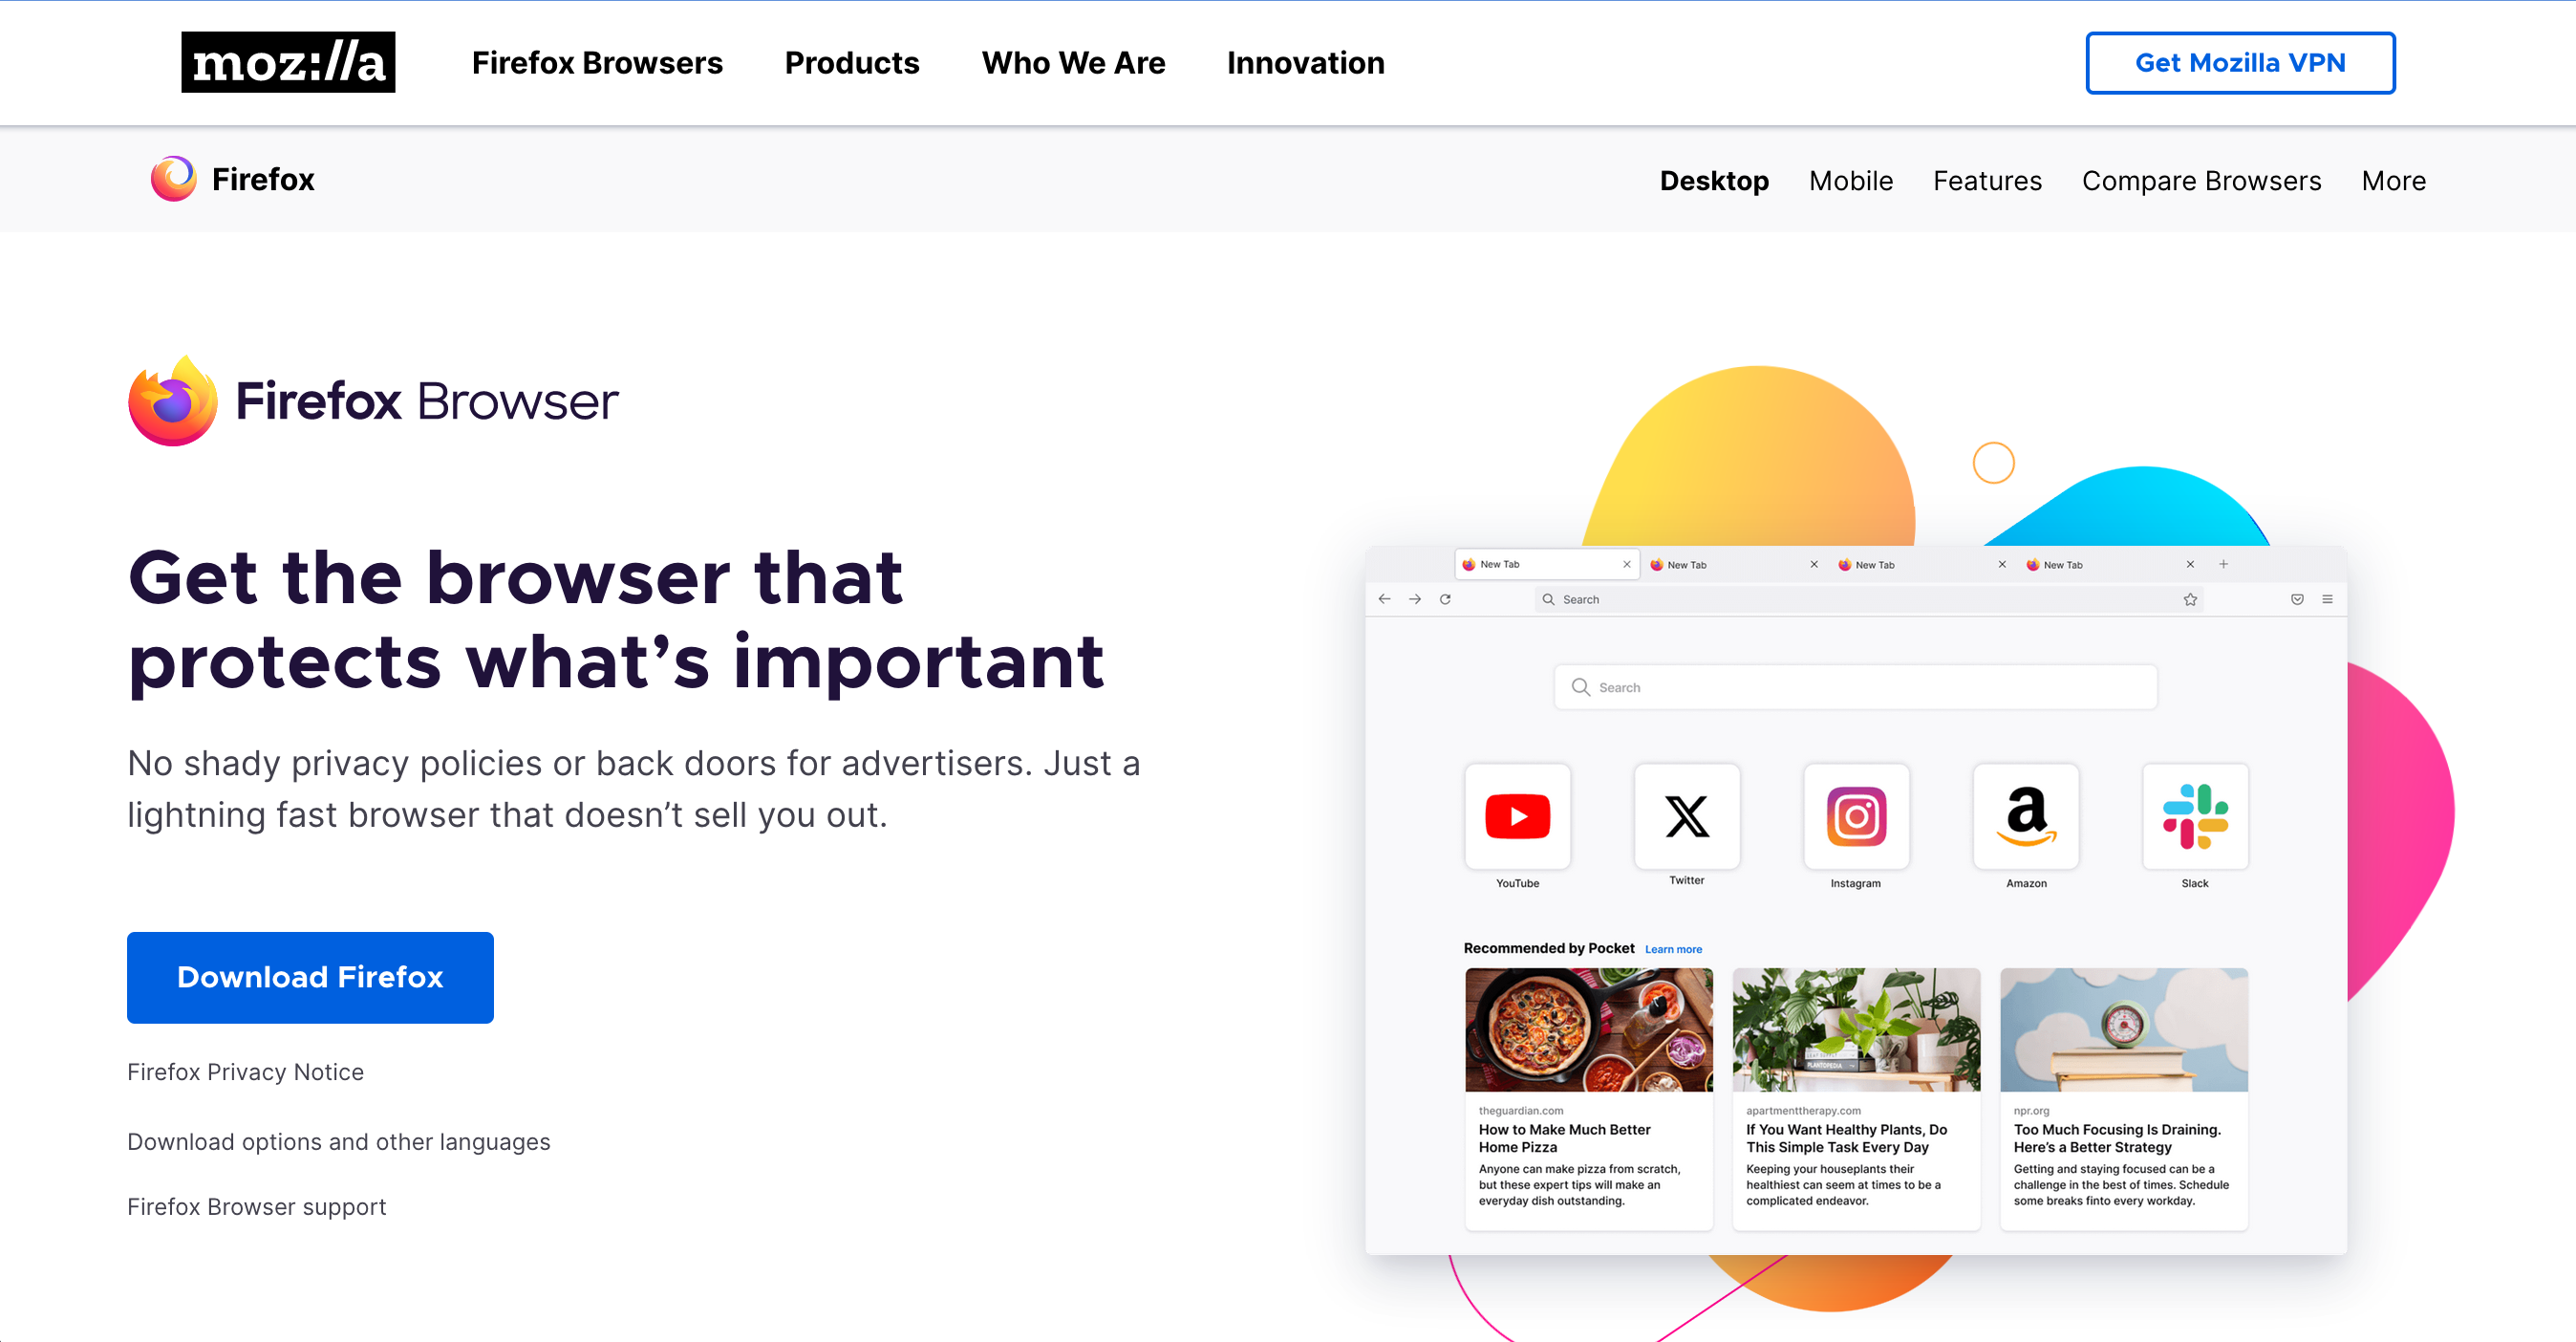 moz://a
Firefox Browsers
Products
Who We Are
Innovation
Get Mozilla VPN
Firefox
Desktop
Mobile
Features
Compare Browsers
More
Firefox Browser
Get the browser that
protects what’s important
No shady privacy policies or back doors for advertisers. Just a
lightning fast browser that doesn’t sell you out.
Download Firefox
Firefox Privacy Notice
Download options and other languages
Firefox Browser support
New Tab
New Tab
New Tab
New Tab
Search
Search
YouTube
Twitter
Instagram
Amazon
Slack
Recommended by Pocket Learn more
theguardian.com
How to Make Much Better
Home Pizza
Anyone can make pizza from scratch,
but these expert tips will make an
everyday dish outstanding.
PLANTOPEDIA
apartmenttherapy.com
If You Want Healthy Plants, Do
This Simple Task Every Day
Keeping your houseplants their
healthiest can seem at times to be a
complicated endeavor.
npr.org
Too Much Focusing Is Draining.
Here’s a Better Strategy
Getting and staying focused can be a
challenge in the best of times. Schedule
some breaks finto every workday.